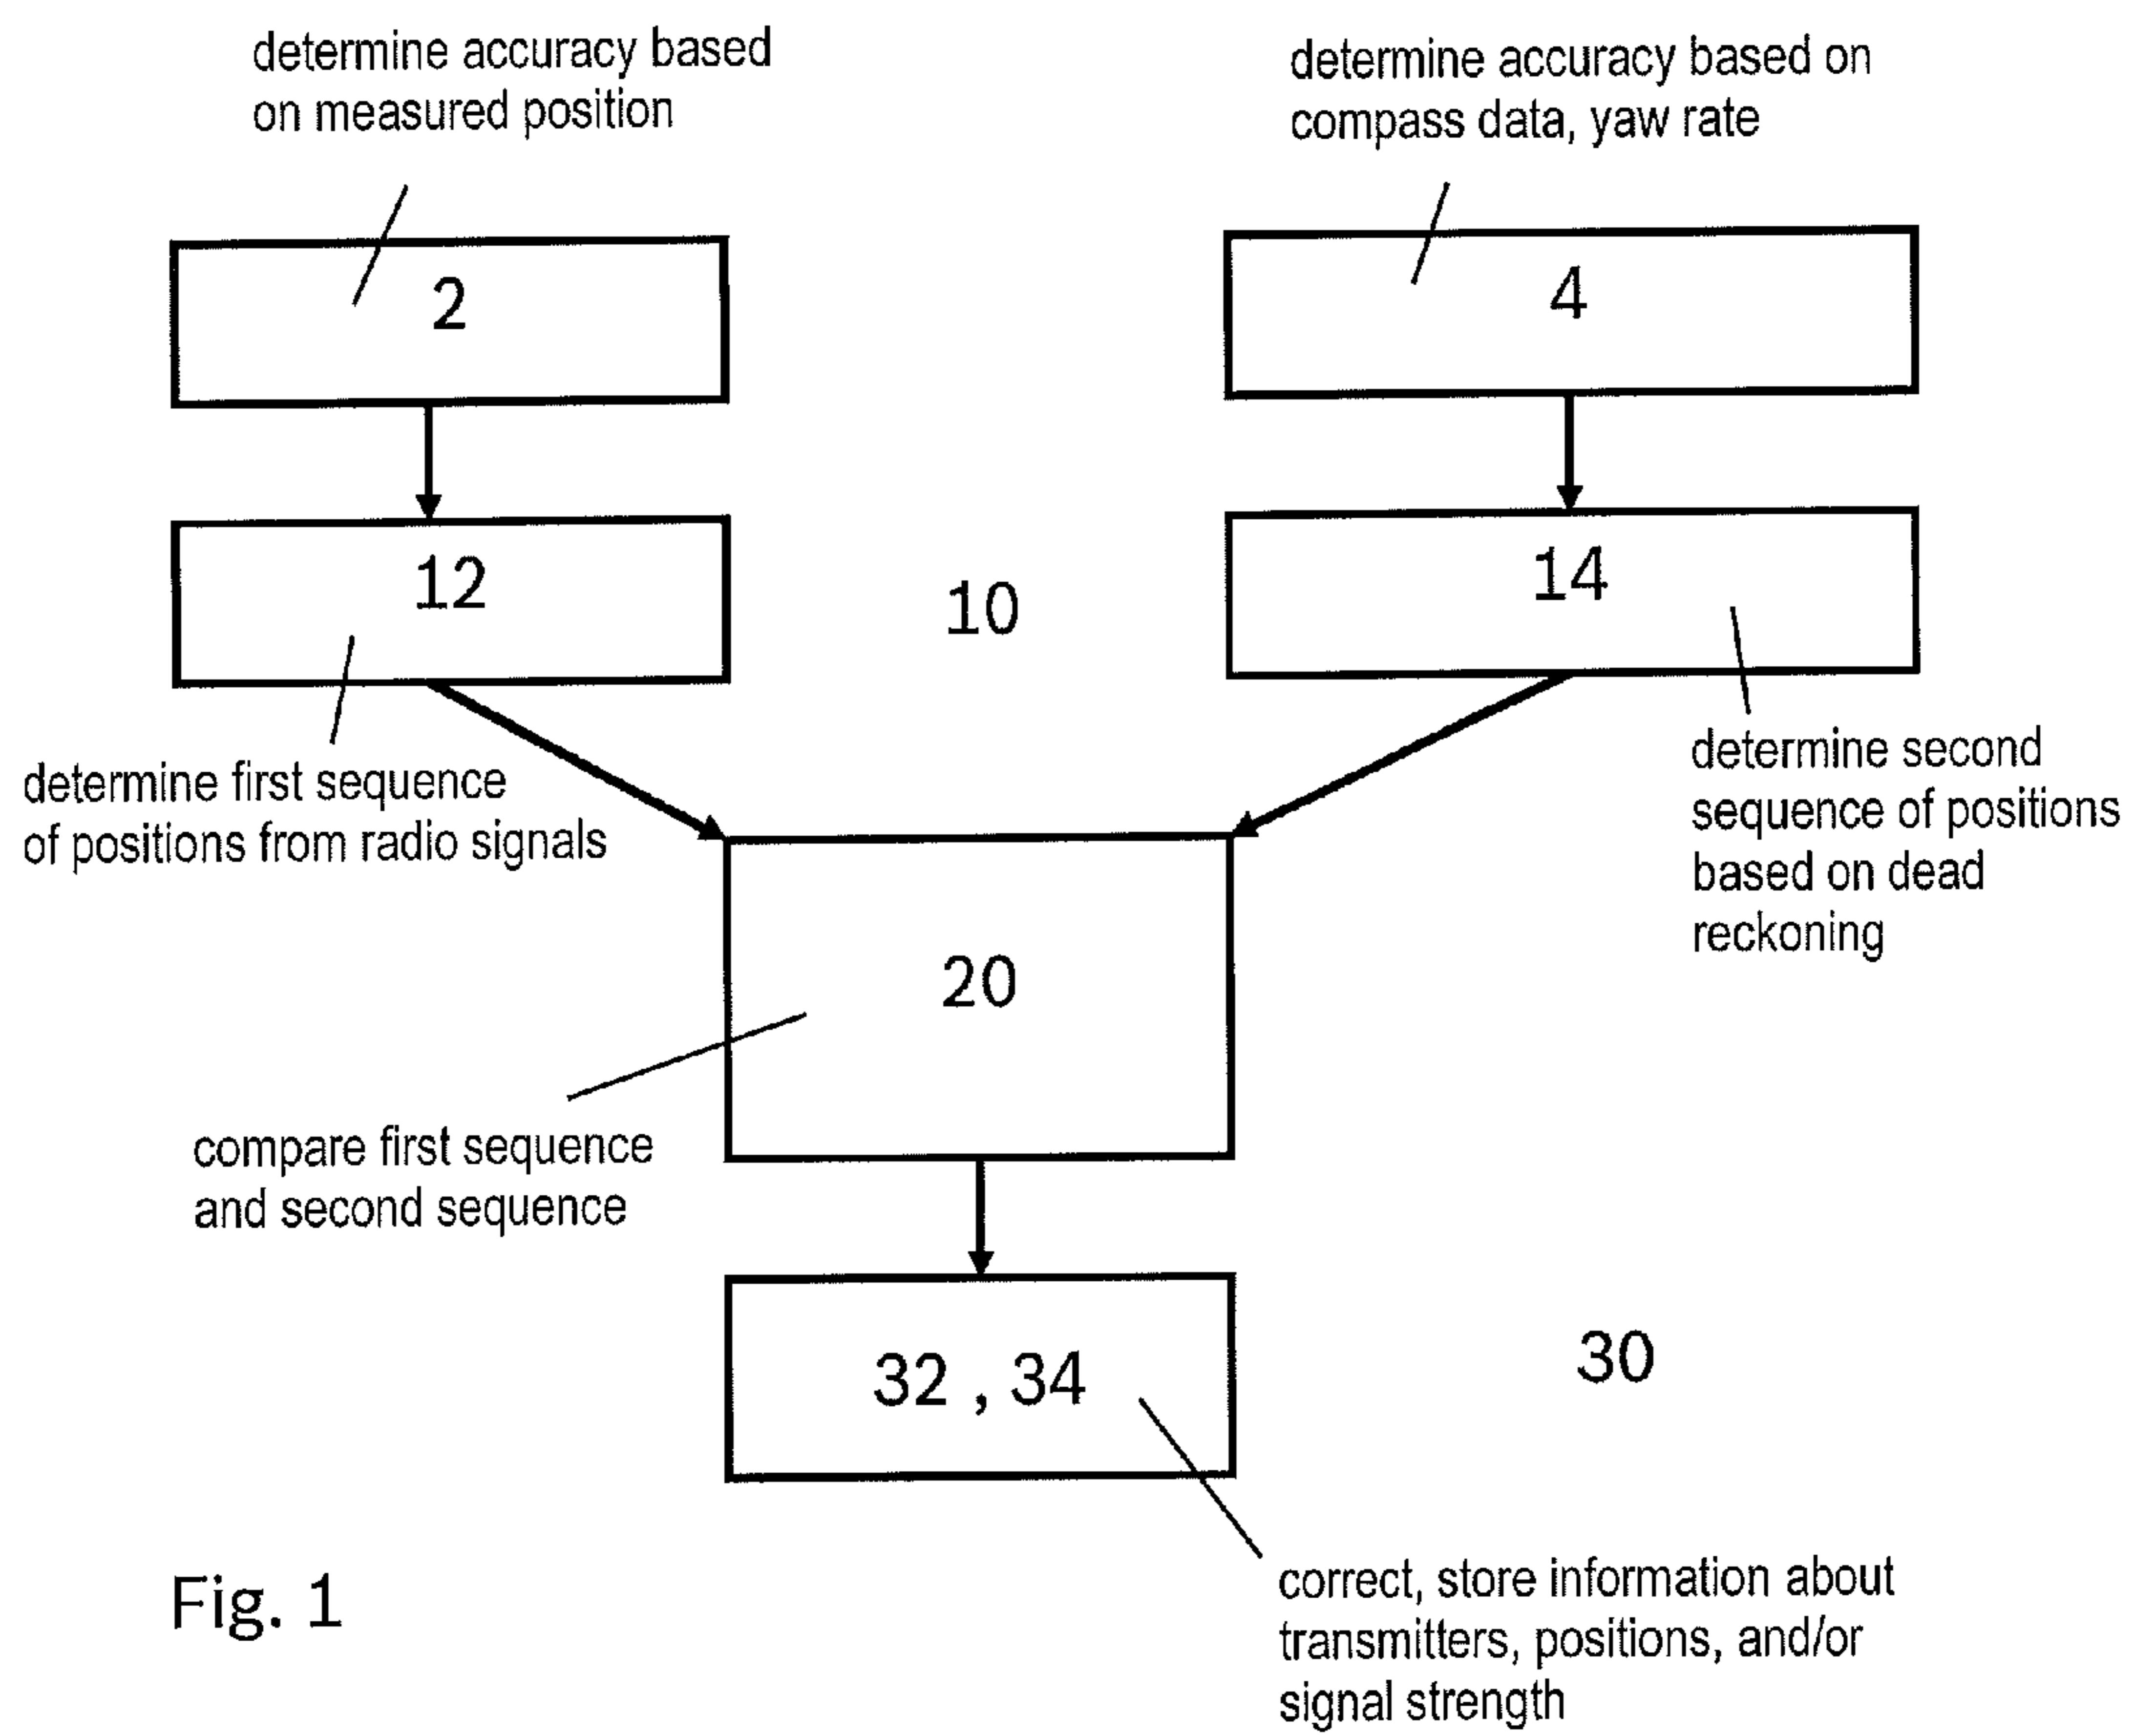 determine accuracy based
on measured position
determine accuracy based on
compass data, yaw rate
2
4
12
10
14
determine first sequence
of positions from radio signals
determine second
sequence of positions
based on dead
reckoning
20
compare first sequence
and second sequence
32 , 34
30
correct, store information about
transmitters, positions, and/or
signal strength
Fig. 1